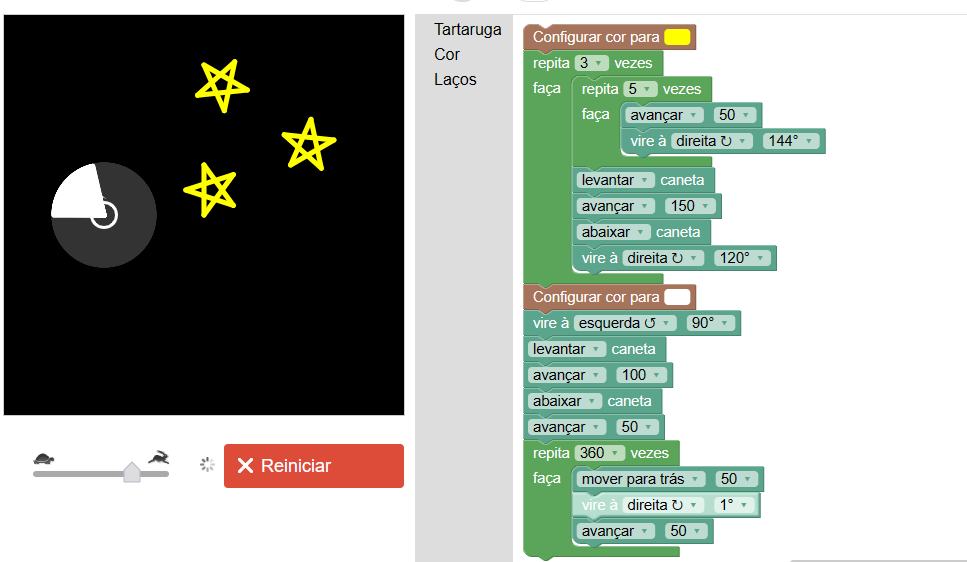 Tartaruga
Cor
Laços
Configurar cor para
repita 3 vezes
faça repita 5 vezes
faça avançar 50
vire à direita ↻ 144°
levantar caneta
avançar 150
abaixar caneta
vire à direita ↻ 120°
Configurar cor para
vire à esquerda ↺ 90°
levantar caneta
avançar 100
abaixar caneta
avançar 50
repita 360 vezes
faça mover para trás 50
vire à direita ↻ 1°
avançar 50
Reiniciar